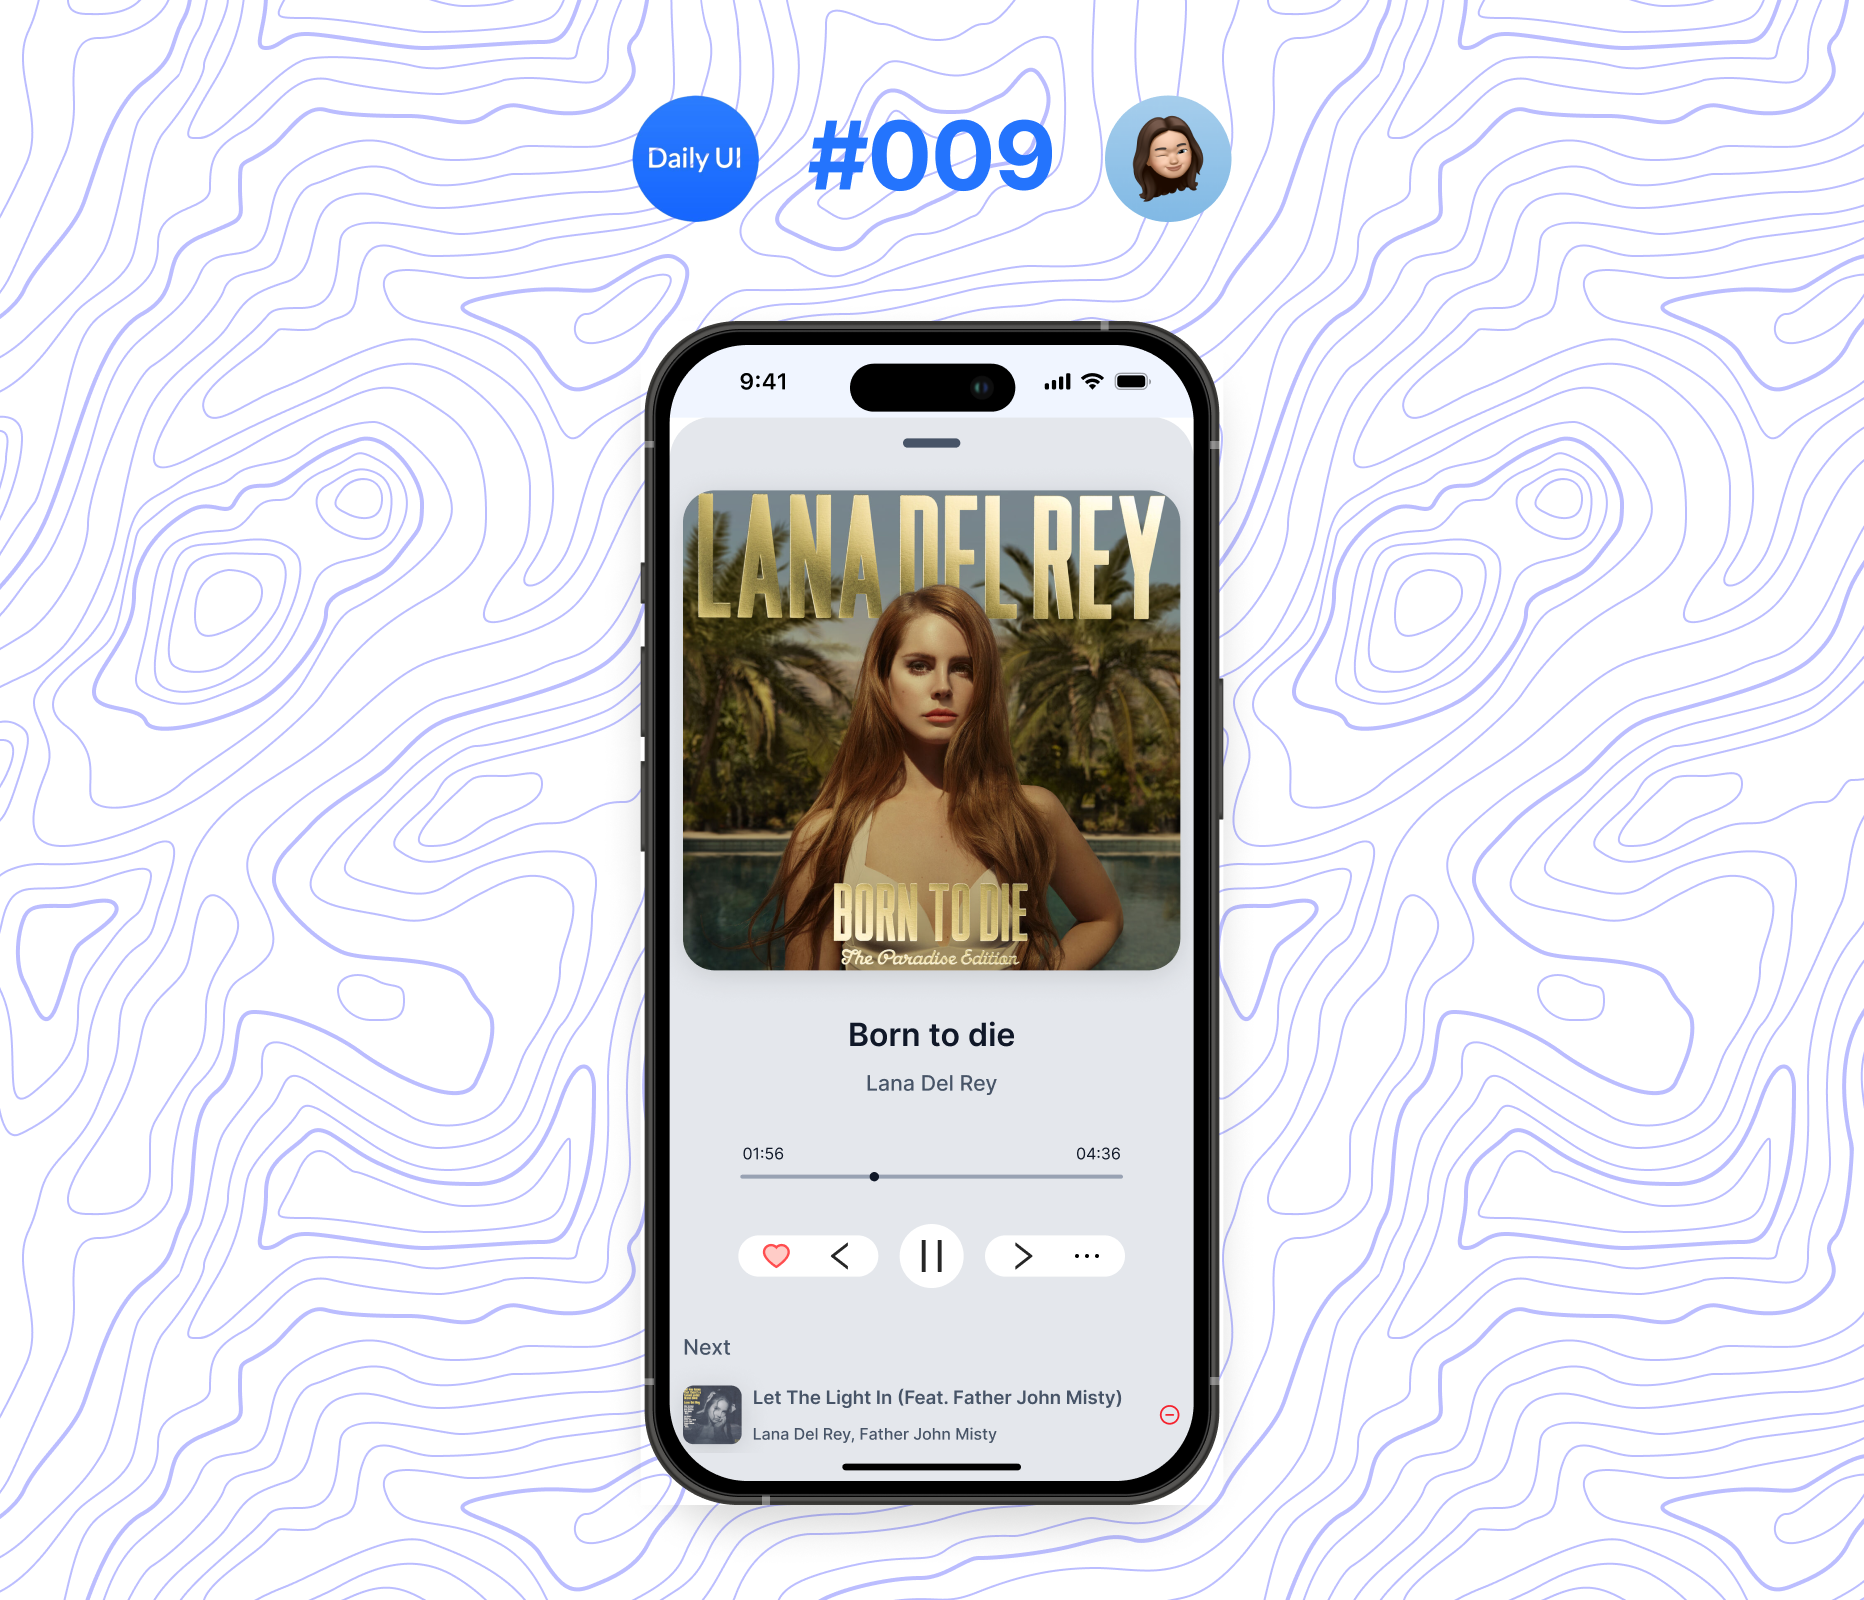 Daily UI
#009
9:41
LANA DEL REY
BORN TO DIE
The Paradise Edition
Born to die
Lana Del Rey
01:56
04:36
Next
Let The Light In (Feat. Father John Misty)
Lana Del Rey, Father John Misty